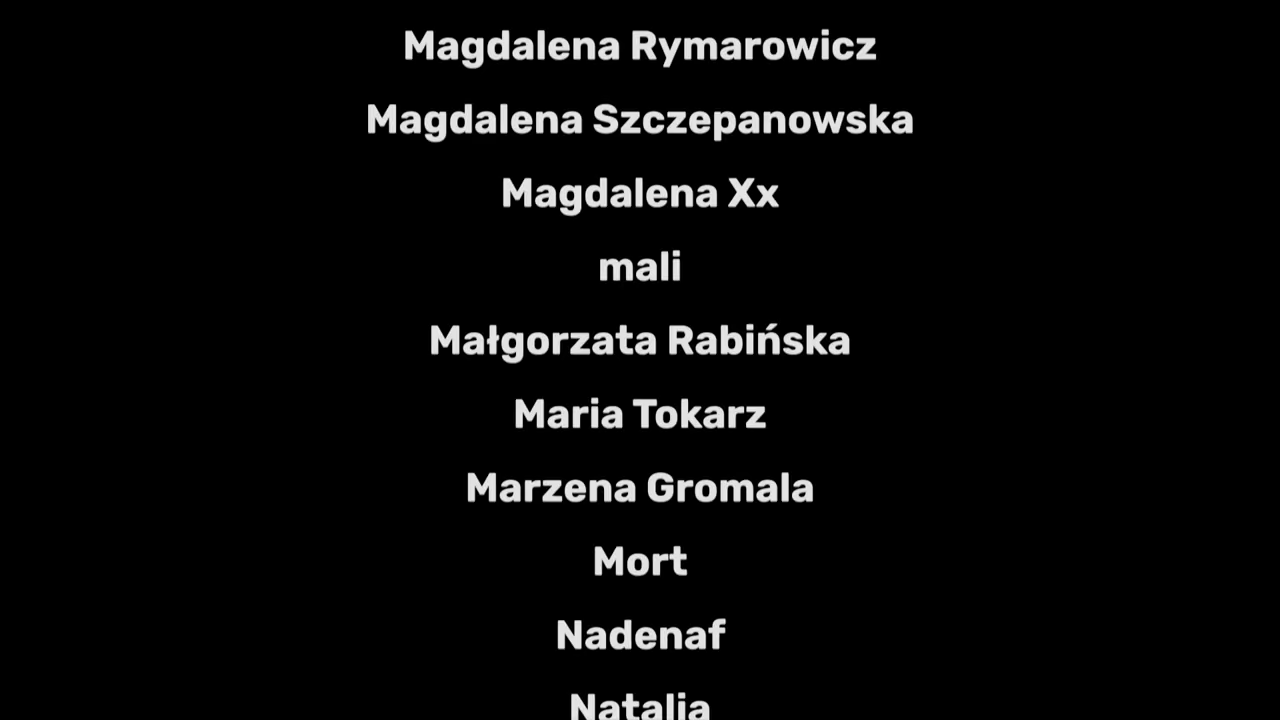 Magdalena Rymarowicz
Magdalena Szczepanowska
Magdalena Xx
mali
Małgorzata Rabińska
Maria Tokarz
Marzena Gromala
Mort
Nadenaf
Natalia